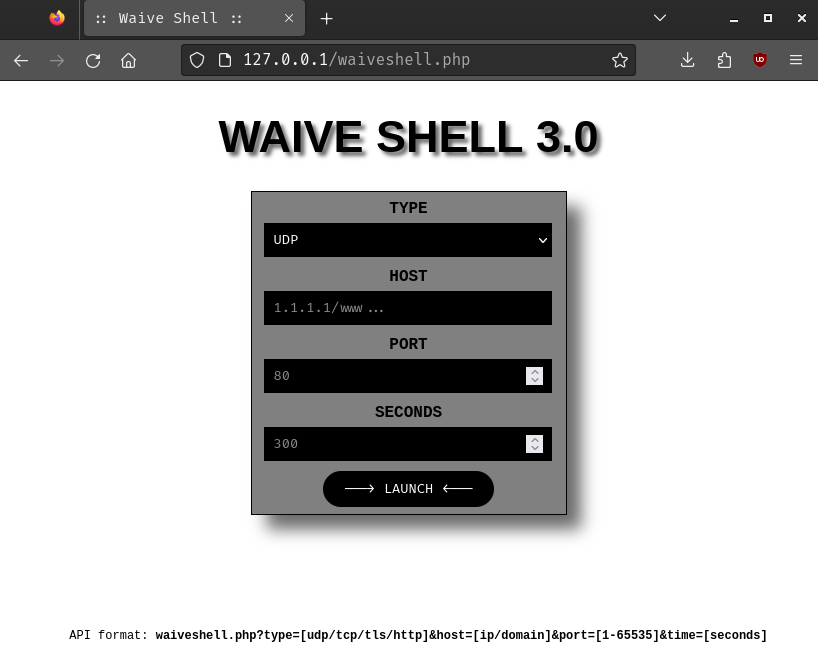 :: Waive Shell ::
127.0.0.1/waiveshell.php
WAIVE SHELL 3.0
TYPE
UDP
HOST
1.1.1.1/www...
PORT
80
SECONDS
300
⟶ LAUNCH ⟵
API format: waiveshell.php?type=[udp/tcp/tls/http]&host=[ip/domain]&port=[1-65535]&time=[seconds]